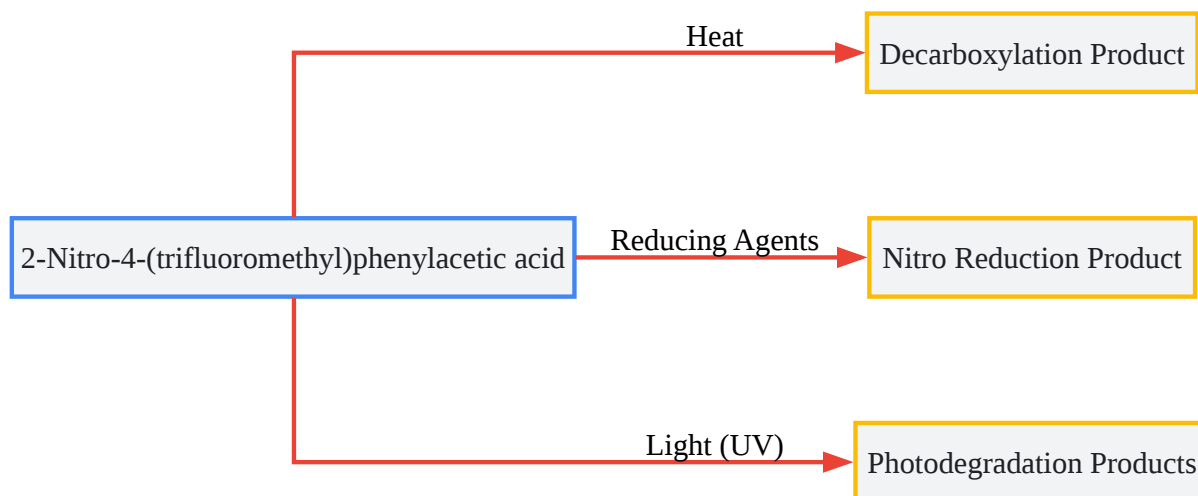 Heat
Decarboxylation Product
2-Nitro-4-(trifluoromethyl)phenylacetic acid
Reducing Agents
Nitro Reduction Product
Light (UV)
Photodegradation Products